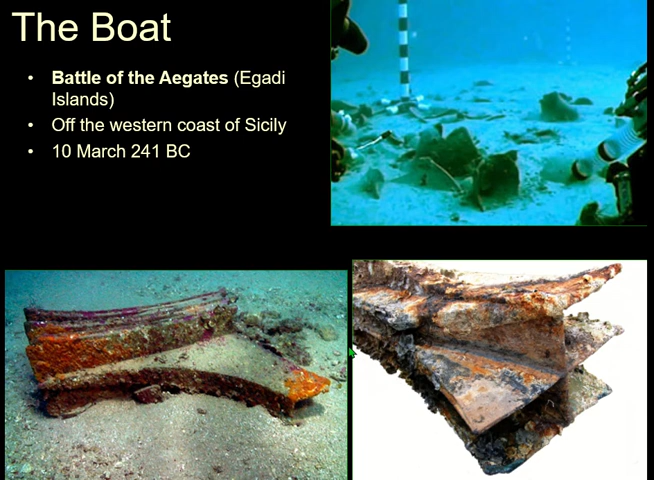 The Boat
• Battle of the Aegates (Egadi
Islands)
• Off the western coast of Sicily
• 10 March 241 BC